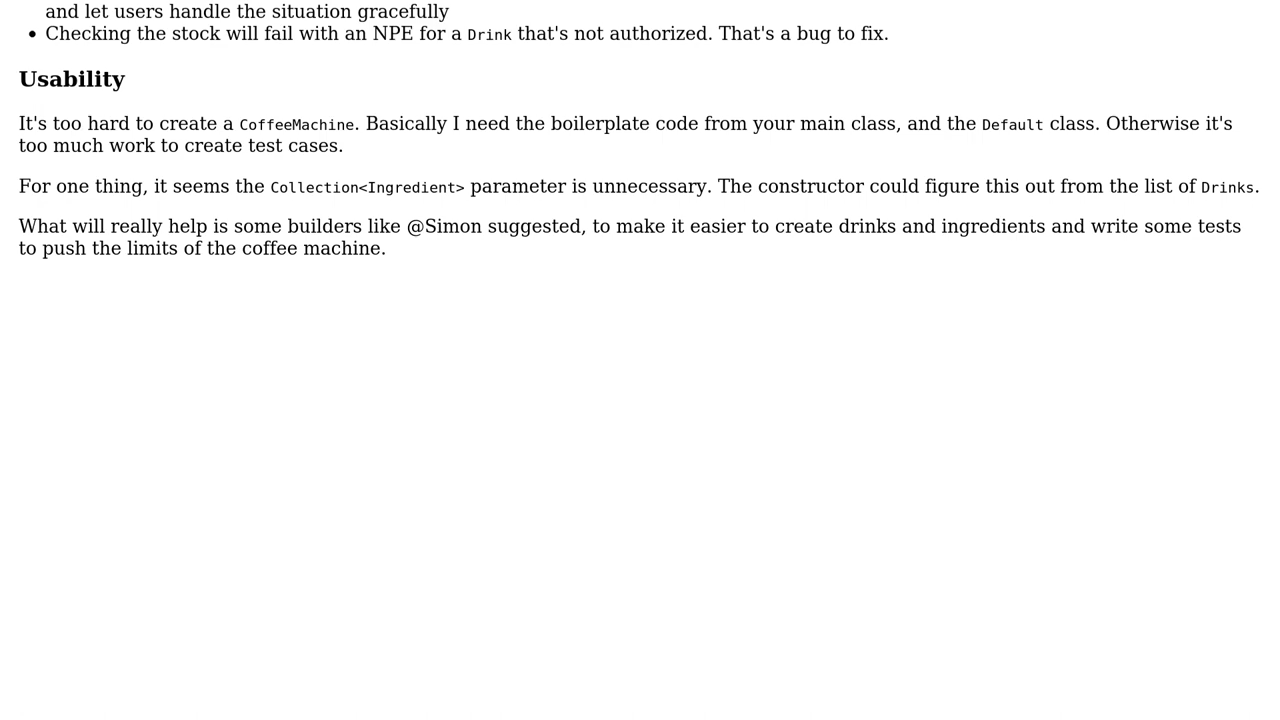 and let users handle the situation gracefully
• Checking the stock will fail with an NPE for a Drink that's not authorized. That's a bug to fix.
Usability
It's too hard to create a CoffeeMachine. Basically I need the boilerplate code from your main class, and the Default class. Otherwise it's
too much work to create test cases.
For one thing, it seems the Collection<Ingredient> parameter is unnecessary. The constructor could figure this out from the list of Drinks.
What will really help is some builders like @Simon suggested, to make it easier to create drinks and ingredients and write some tests
to push the limits of the coffee machine.